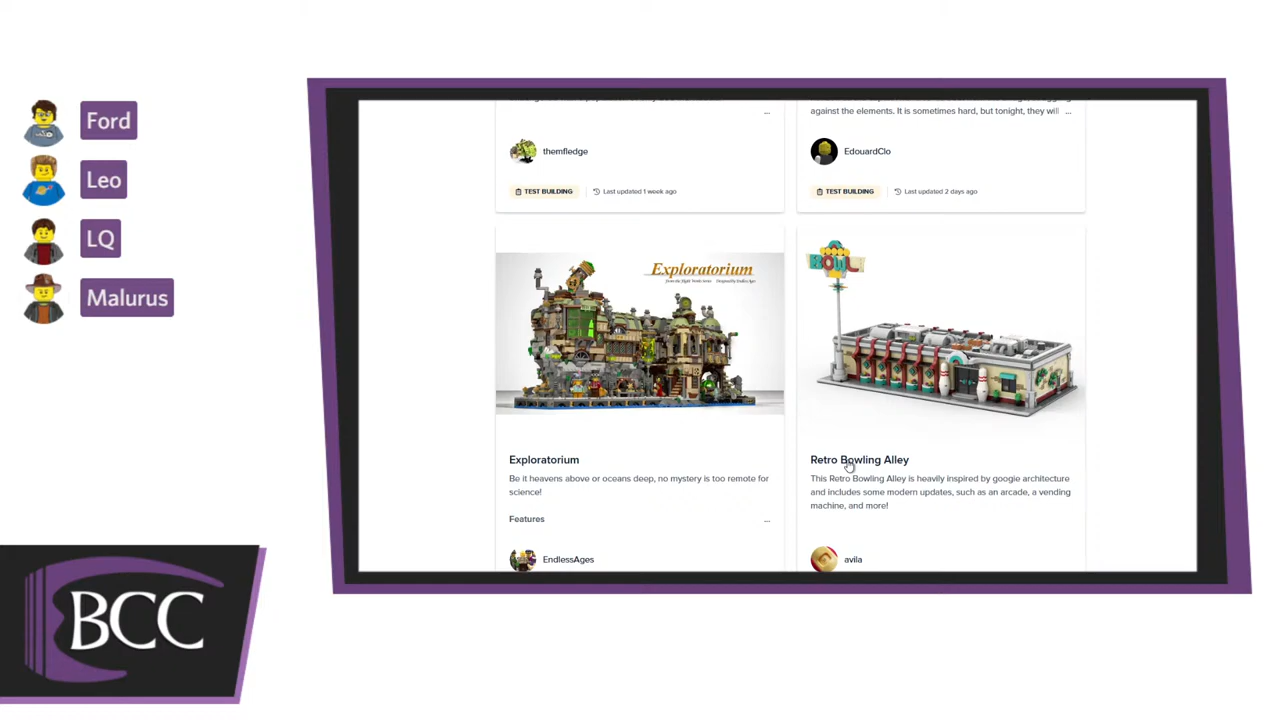 Ford
Leo
LQ
Malurus
BCC
against the elements. It is sometimes hard, but tonight, they will ...
...
themfledge
EdouardClo
TEST BUILDING
Last updated 1 week ago
TEST BUILDING
Last updated 2 days ago
Exploratorium
BOWL
Exploratorium
Be it heavens above or oceans deep, no mystery is too remote for
science!
Features
...
EndlessAges
Retro Bowling Alley
This Retro Bowling Alley is heavily inspired by googie architecture
and includes some modern updates, such as an arcade, a vending
machine, and more!
avila